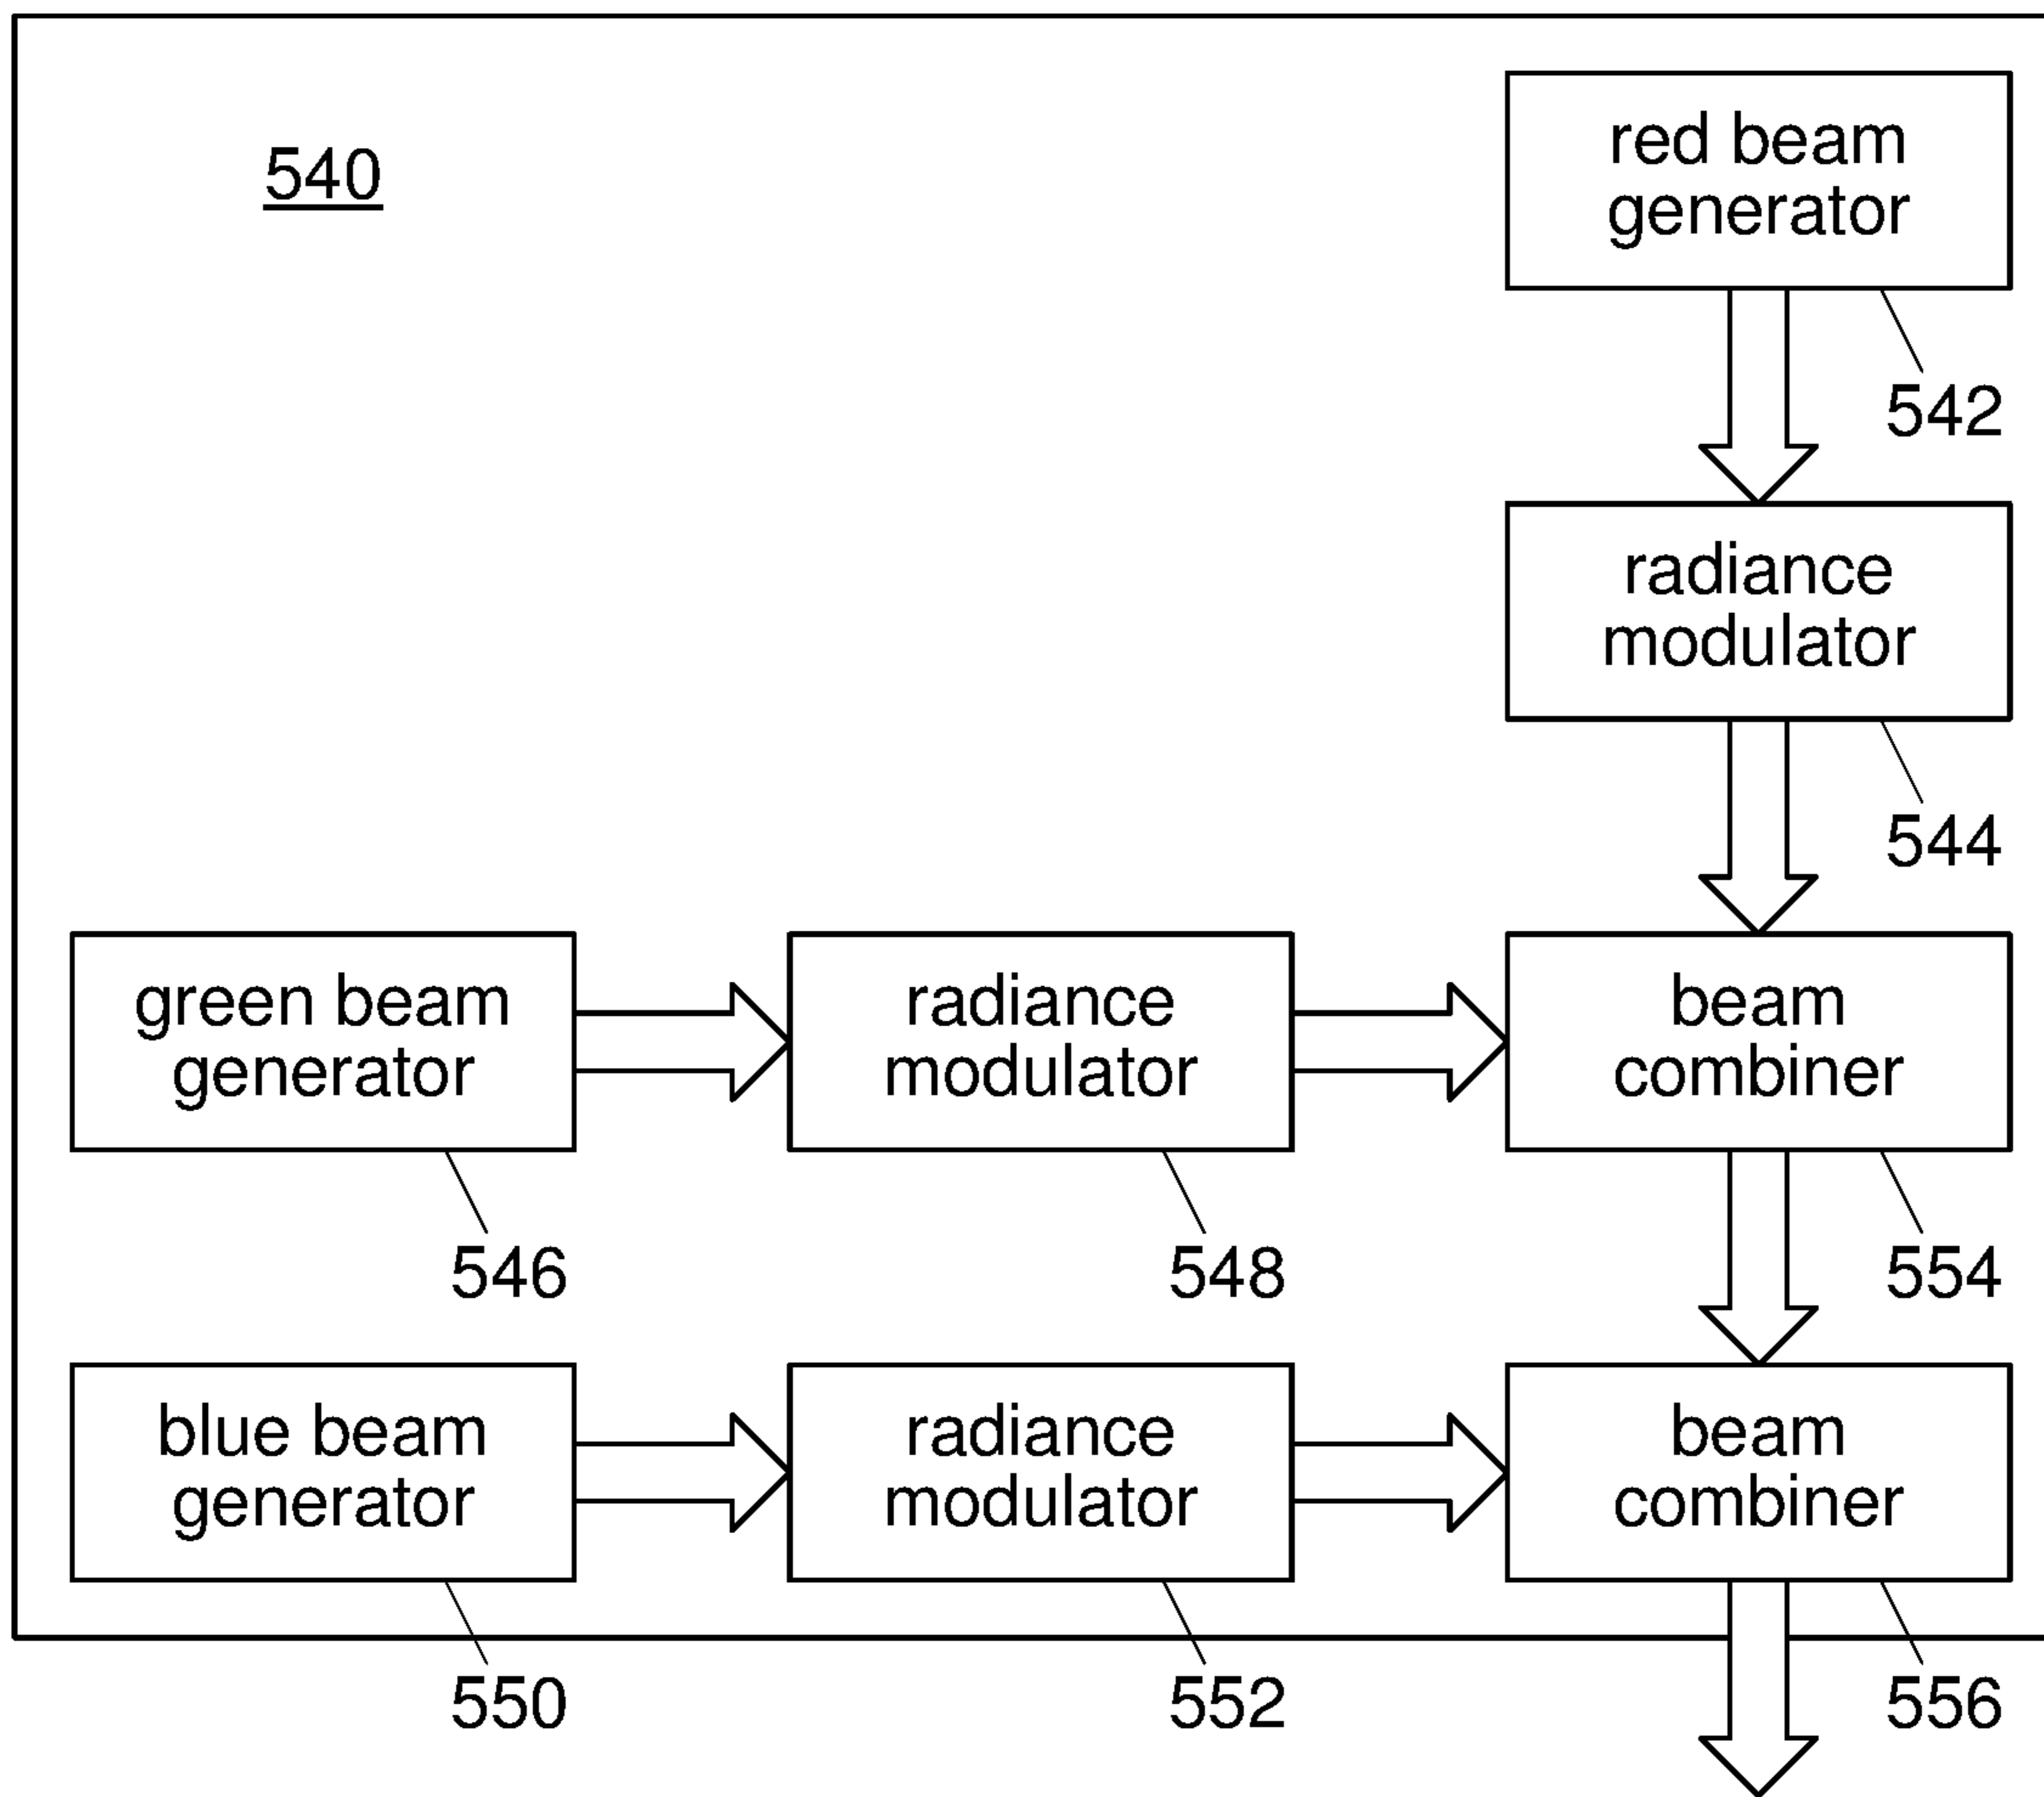 540
red beam
generator
542
radiance
modulator
544
green beam
generator
546
radiance
modulator
548
beam
combiner
554
blue beam
generator
550
radiance
modulator
552
beam
combiner
556